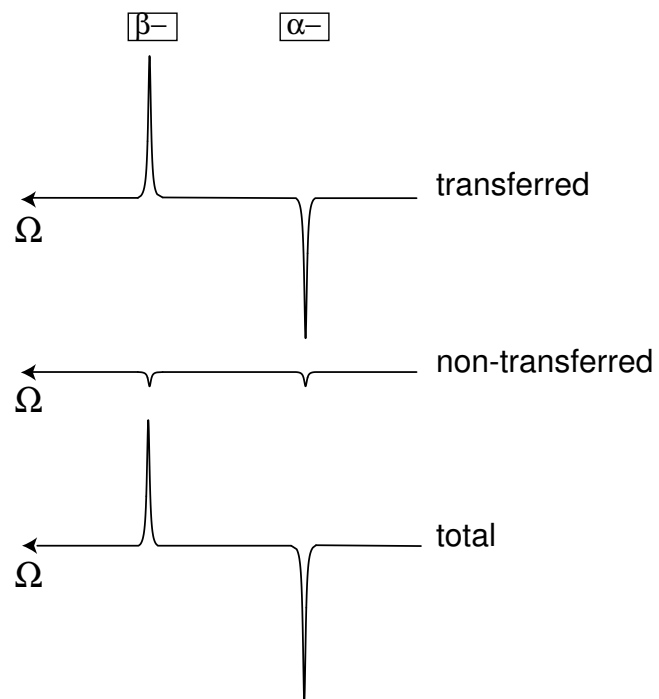 β– α–
transferred
Ω
non-transferred
Ω
total
Ω